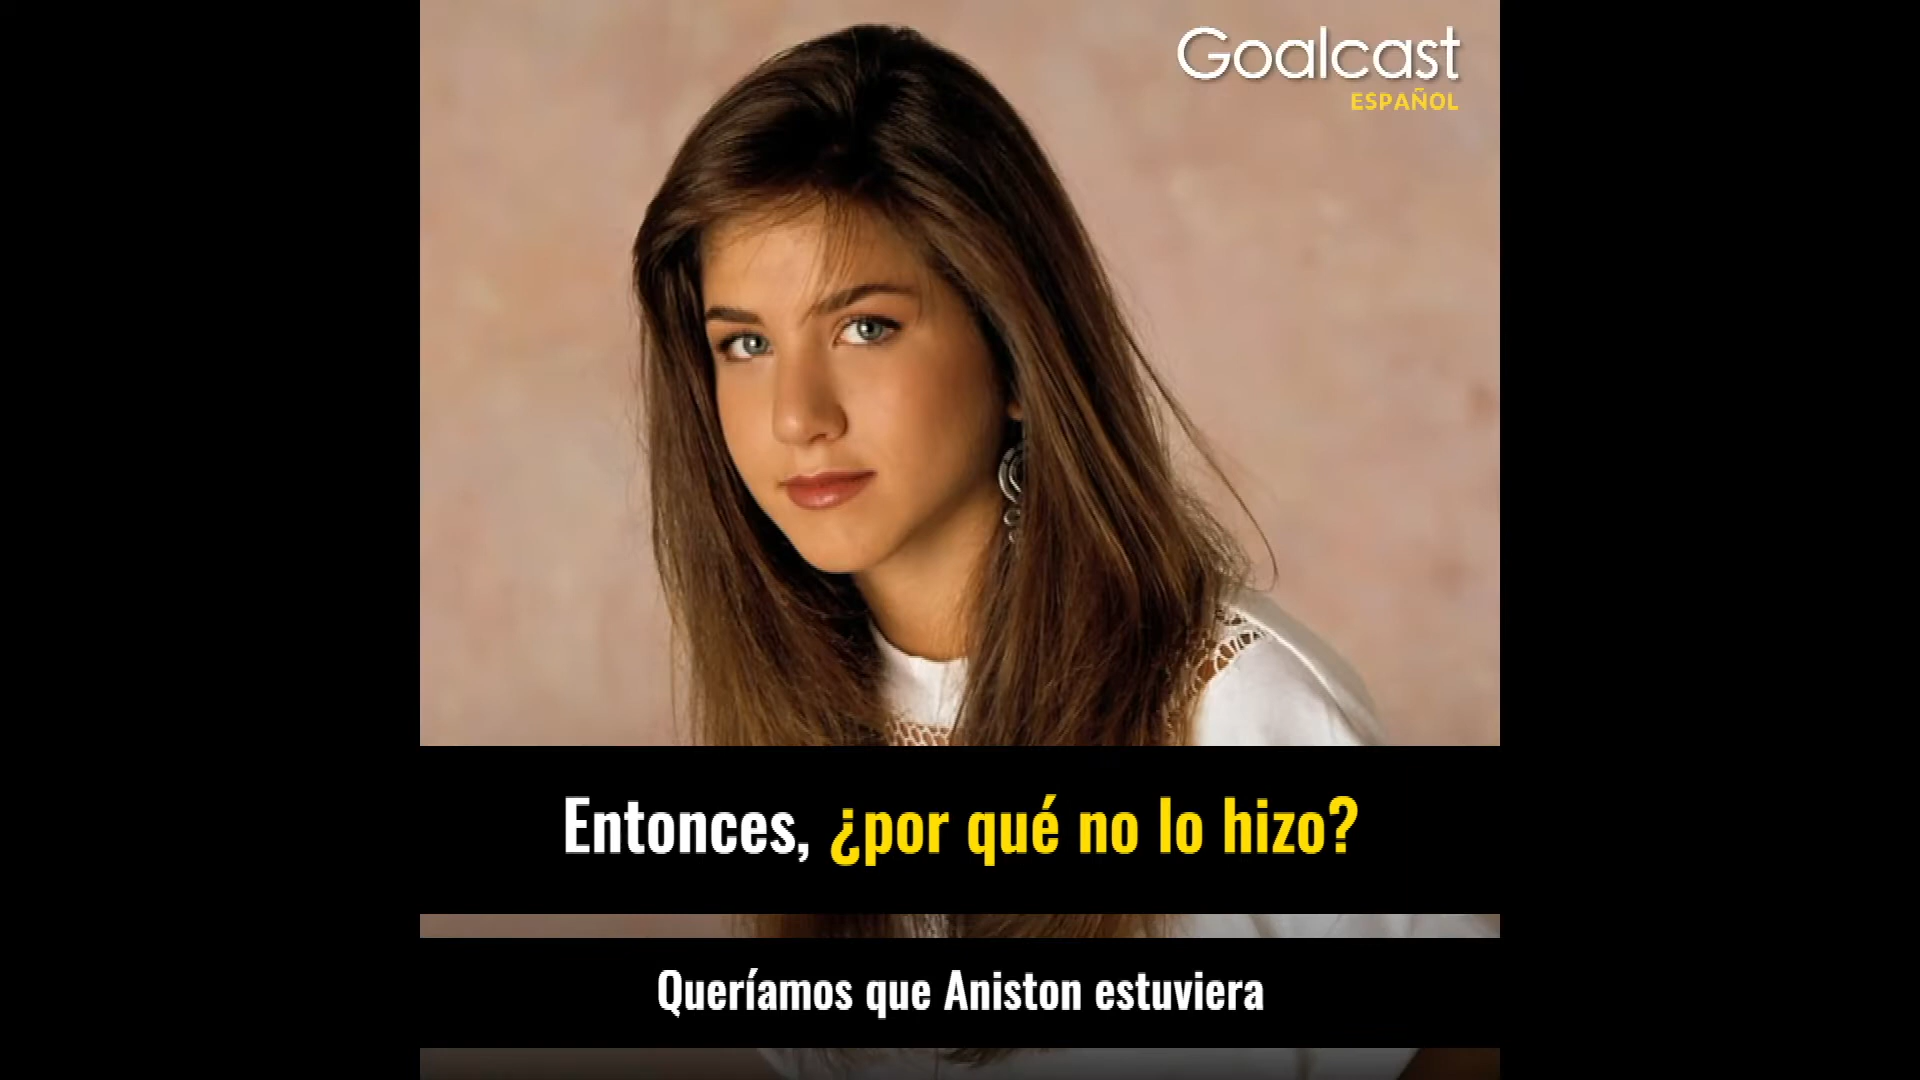 Goalcast
ESPAÑOL
Entonces, ¿por qué no lo hizo?
Queríamos que Aniston estuviera